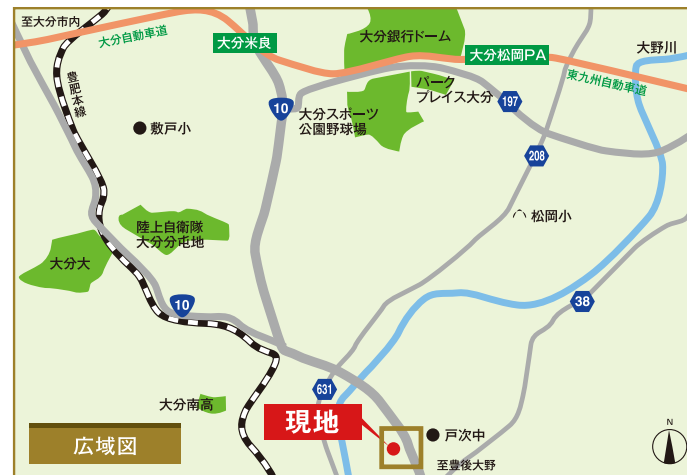 至大分市内
大分自動車道
大分米良
大分銀行ドーム
大分松岡PA
大野川
東九州自動車道
豊肥本線
敷戸小
10
大分スポーツ
公園野球場
パーク
プレイス大分
197
208
松岡小
陸上自衛隊
大分分屯地
大分大
10
38
631
大分南高
現地
戸次中
至豊後大野
広域図
N